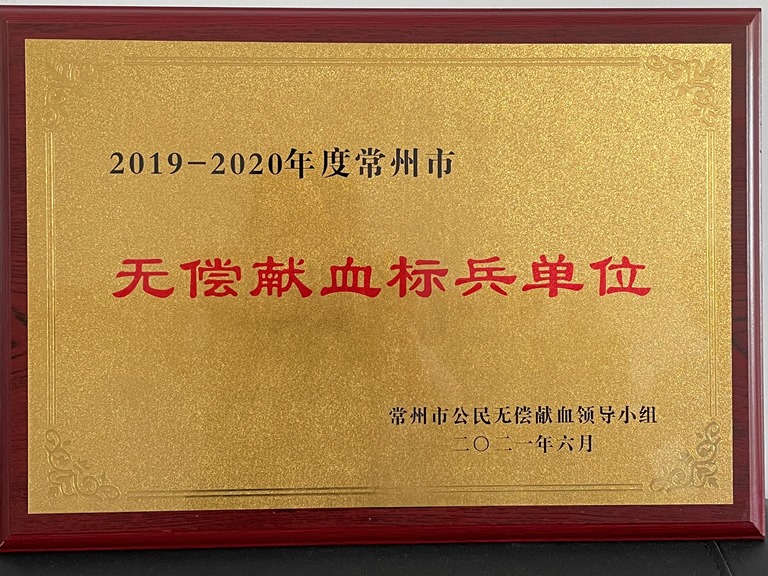 2019-2020年度常州市
无偿献血标兵单位
常州市公民无偿献血领导小组
二〇二一年六月